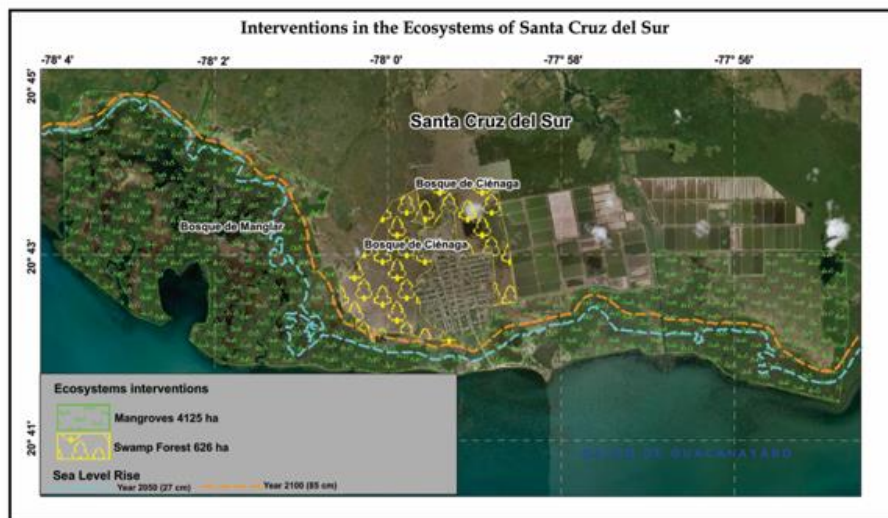 Interventions in the Ecosystems of Santa Cruz del Sur
-78° 4' -78° 2' -78° 0' -77° 58' -77° 56'
20° 45'
Santa Cruz del Sur
Bosque de Ciénaga
Bosque de Manglar
20° 43'
Bosque de Ciénaga
Ecosystems interventions
Mangroves 4125 ha
20° 41'
Swamp Forest 626 ha
GOLFO DE GUACANAYABO
Sea Level Rise
Year 2050 (27 cm) Year 2100 (85 cm)